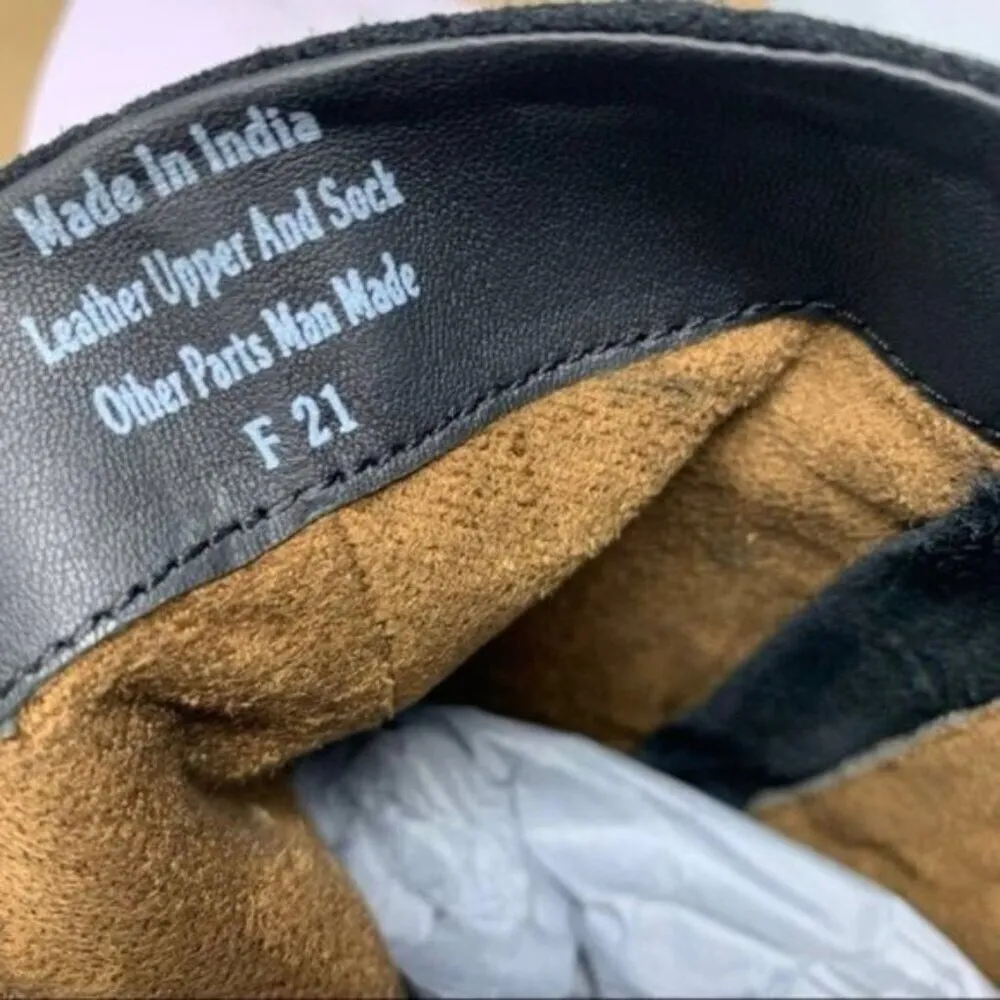 Made In India
Leather Upper And Sock
Other Parts Man Made
F 21